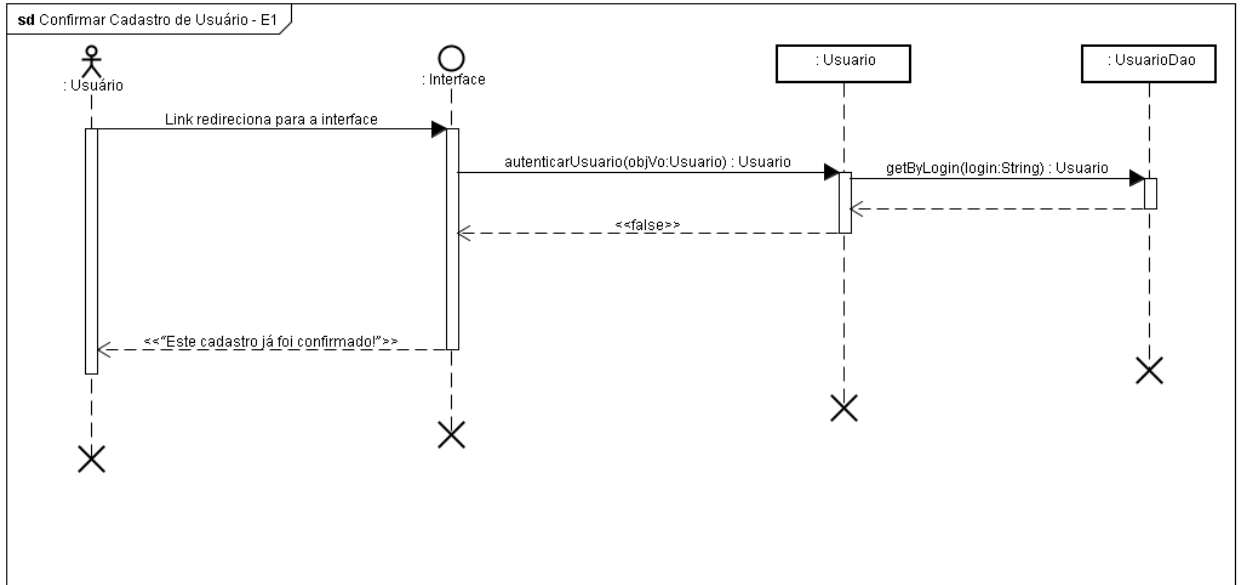 sd Confirmar Cadastro de Usuário - E1
: Usuário
: Interface
: Usuario
: UsuarioDao
Link redireciona para a interface
autenticarUsuario(objVo:Usuario) : Usuario
getByLogin(login:String) : Usuario
<<false>>
<<"Este cadastro já foi confirmado!">>